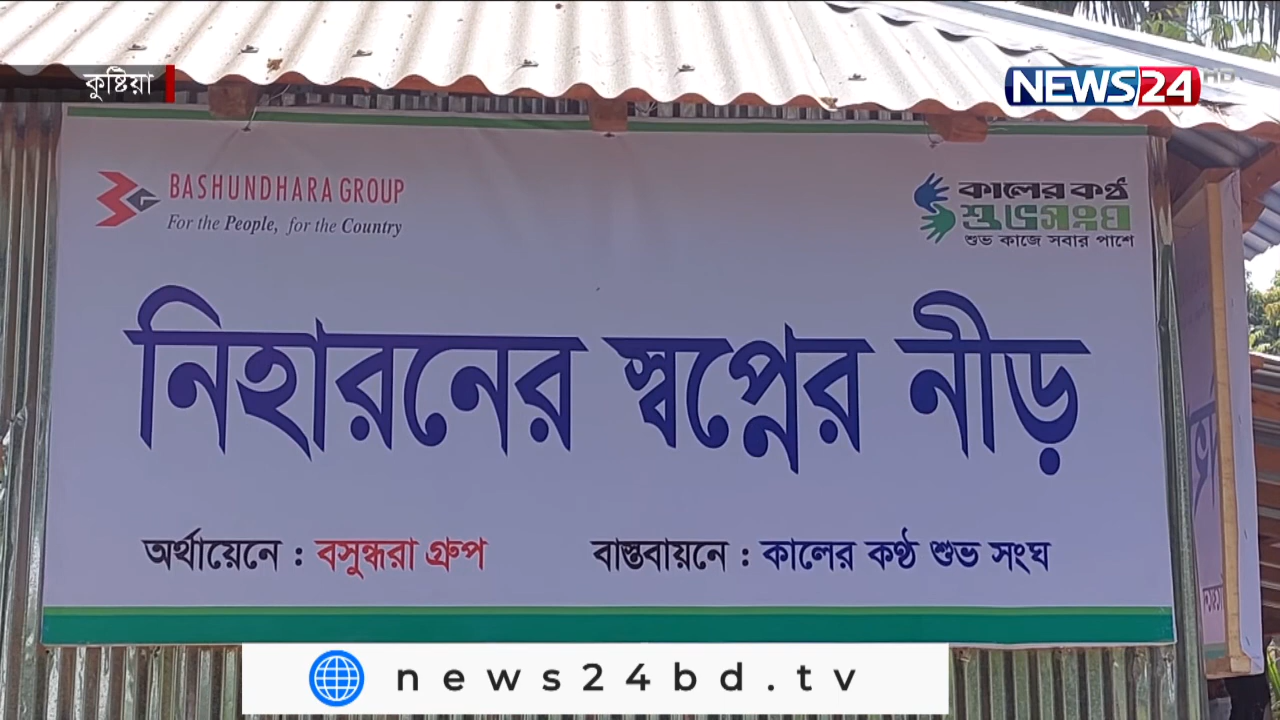 কুষ্টিয়া
NEWS24 HD
BASHUNDHARA GROUP
For the People, for the Country
কালের কণ্ঠ
শুভসংঘ
শুভ কাজে সবার পাশে
নিহারনের স্বপ্নের নীড়
অর্থায়েনে : বসুন্ধরা গ্রুপ
বাস্তবায়নে : কালের কণ্ঠ শুভ সংঘ
news24bd.tv